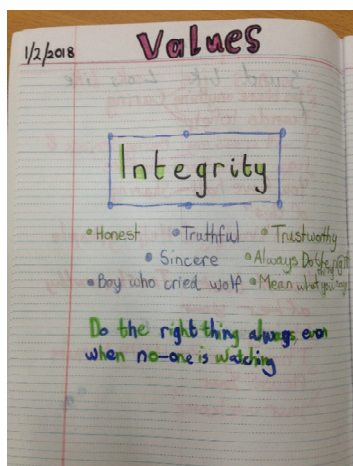 1/2/2018 Values
Integrity
• Honest • Truthful • Trustworthy
• Sincere • Always Do the right thing
• Boy who cried wolf • Mean what you say
Do the right thing always even
when no-one is watching